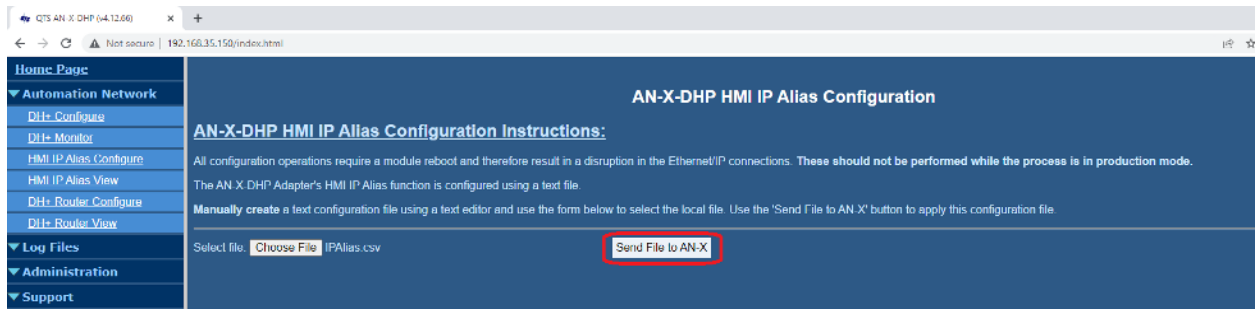 QTS AN-X DHP (v4.12.66)
Not secure | 192.168.35.150/index.html
Home Page
Automation Network
DH+ Configure
DH+ Monitor
HMI IP Alias Configure
HMI IP Alias View
DH+ Router Configure
DH+ Router View
Log Files
Administration
Support
AN-X-DHP HMI IP Alias Configuration
AN-X-DHP HMI IP Alias Configuration Instructions:
All configuration operations require a module reboot and therefore result in a disruption in the Ethernet/IP connections. These should not be performed while the process is in production mode.
The AN-X-DHP Adapter's HMI IP Alias function is configured using a text file.
Manually create a text configuration file using a text editor and use the form below to select the local file. Use the 'Send File to AN-X' button to apply this configuration file.
Select file: Choose File IPAlias.csv Send File to AN-X